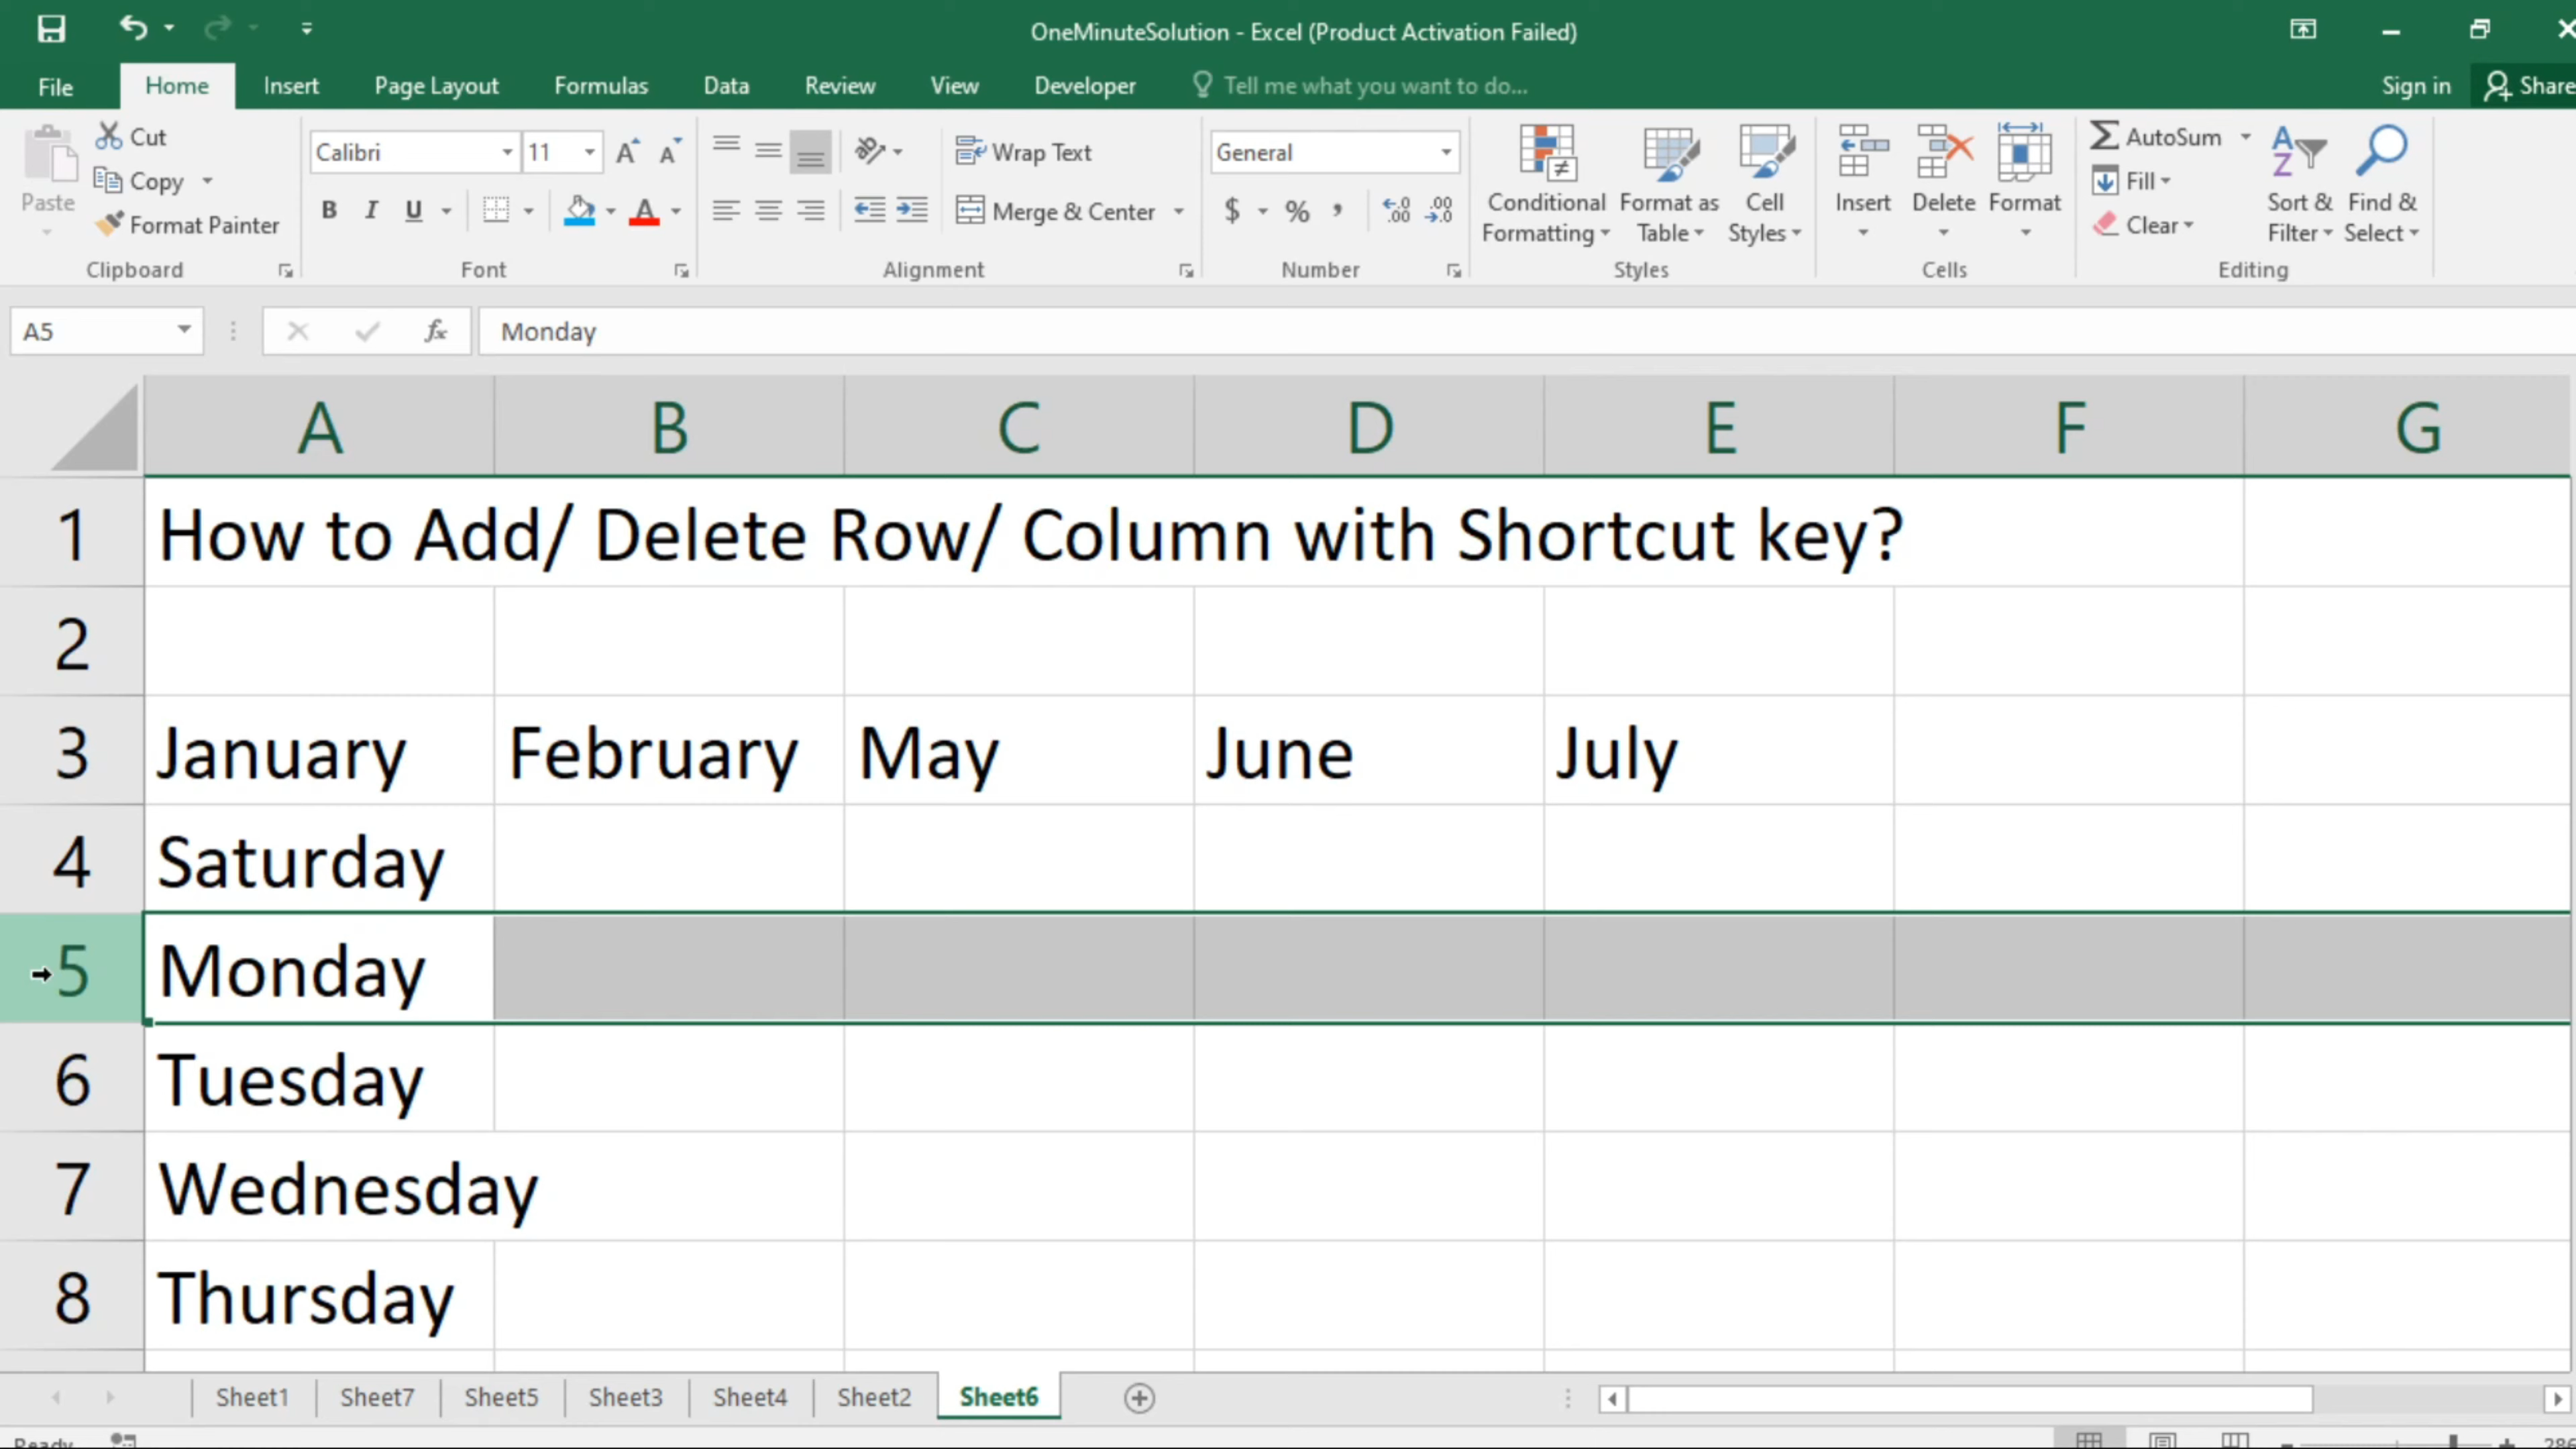 OneMinuteSolution - Excel (Product Activation Failed)
File Home Insert Page Layout Formulas Data Review View Developer Tell me what you want to do... Sign in Share
Cut
Copy
Format Painter
Paste
Clipboard
Calibri 11
B I U
Font
Wrap Text
Merge & Center
Alignment
General
$ % ,
Number
Conditional Formatting
Format as Table
Cell Styles
Styles
Insert
Delete
Format
Cells
AutoSum
Fill
Clear
Sort & Filter
Find & Select
Editing
A5 fx Monday
A B C D E F G
1 How to Add/ Delete Row/ Column with Shortcut key?
2
3 January February May June July
4 Saturday
5 Monday
6 Tuesday
7 Wednesday
8 Thursday
Sheet1 Sheet7 Sheet5 Sheet3 Sheet4 Sheet2 Sheet6
Ready